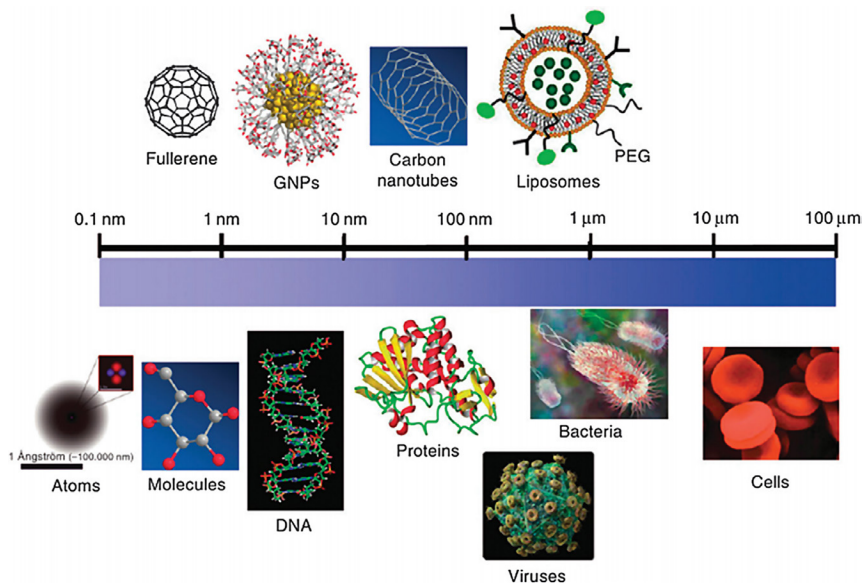 Fullerene
GNPs
Carbon
nanotubes
Liposomes
PEG
0.1 nm
1 nm
10 nm
100 nm
1 µm
10 µm
100 µm
1 Ångström (~100.000 nm)
Atoms
Molecules
DNA
Proteins
Viruses
Bacteria
Cells